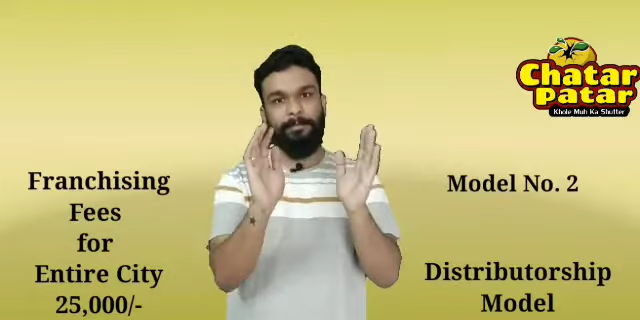 Chatar
Patar
Khole Muh Ka Shutter
Franchising
Fees
for
Entire City
25,000/-
Model No. 2
Distributorship
Model